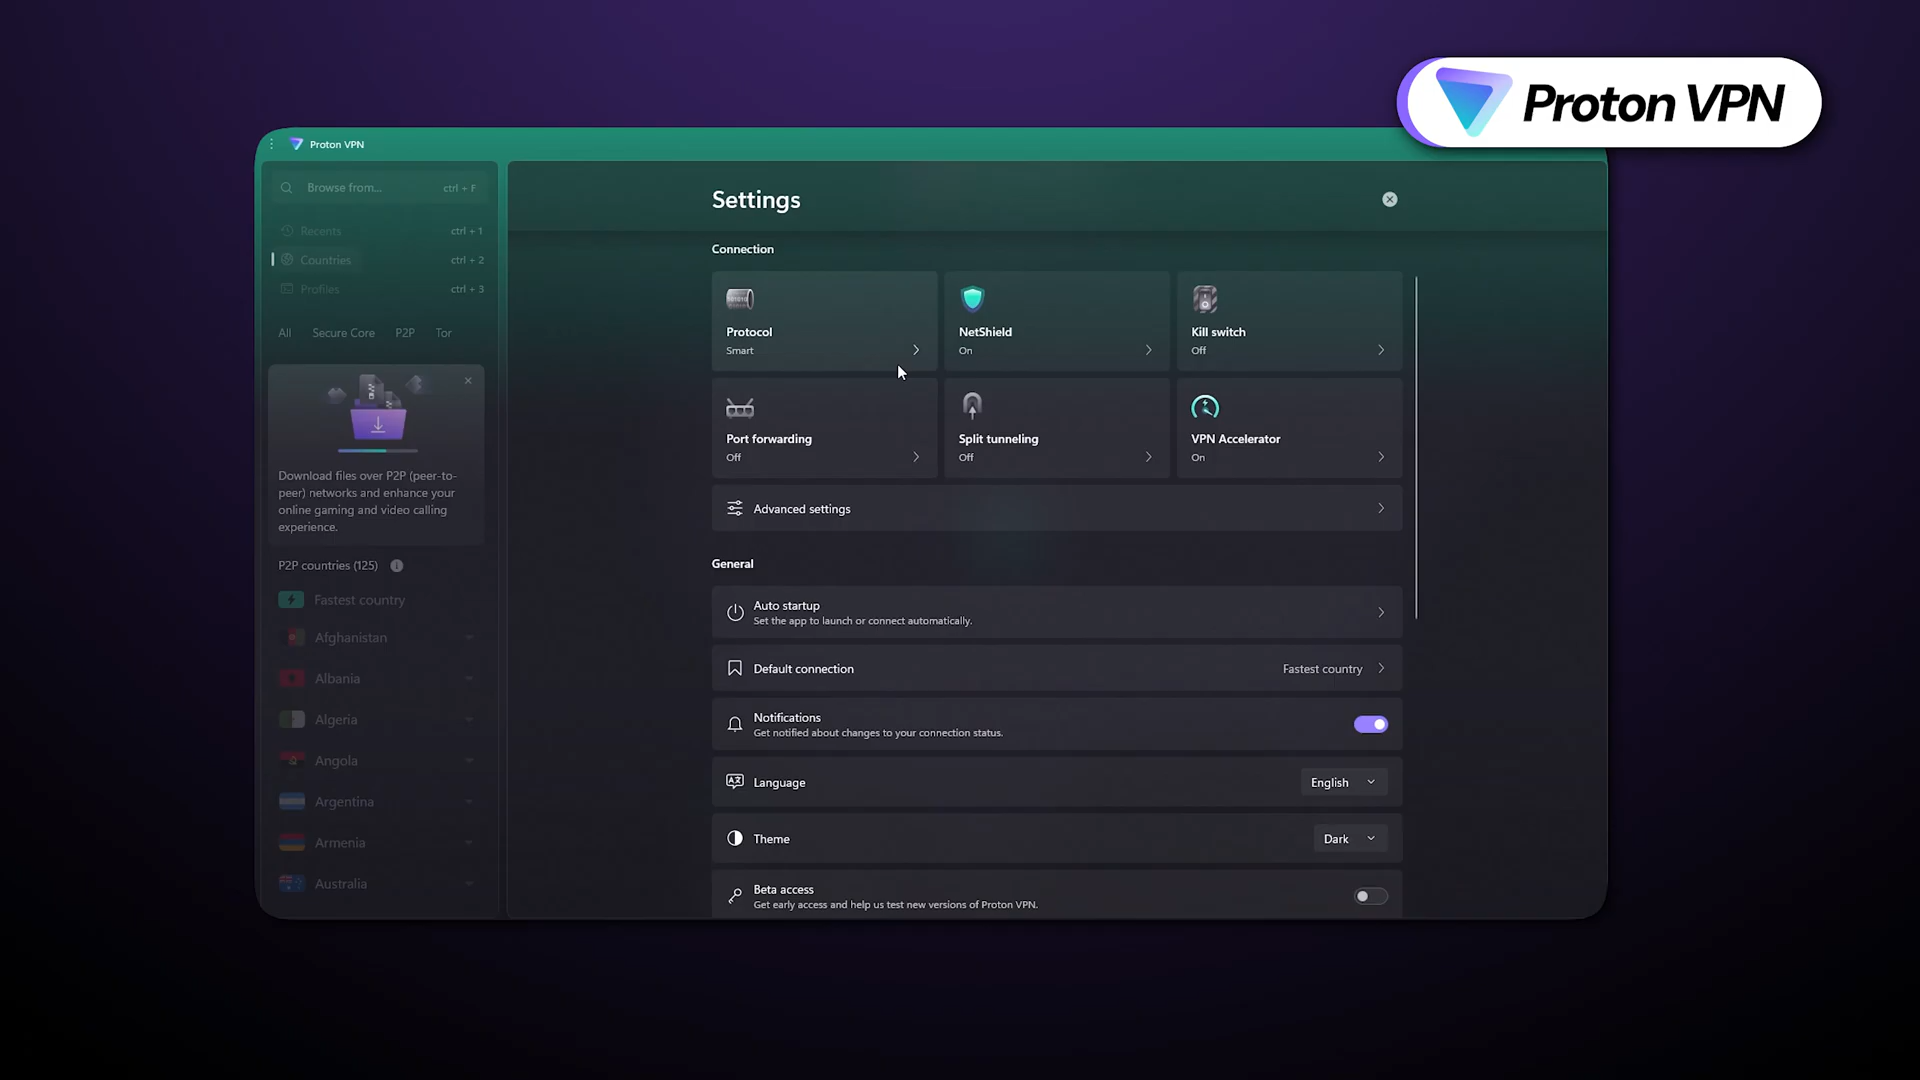 Proton VPN
Proton VPN
Browse from...
ctrl + F
Recents
ctrl + 1
Countries
ctrl + 2
Profiles
ctrl + 3
All
Secure Core
P2P
Tor
Download files over P2P (peer-to-
peer) networks and enhance your
online gaming and video calling
experience.
P2P countries (125)
Fastest country
Afghanistan
Albania
Algeria
Angola
Argentina
Armenia
Australia
Settings
Connection
Protocol
Smart
NetShield
On
Kill switch
Off
Port forwarding
Off
Split tunneling
Off
VPN Accelerator
On
Advanced settings
General
Auto startup
Set the app to launch or connect automatically.
Default connection
Fastest country
Notifications
Get notified about changes to your connection status.
Language
English
Theme
Dark
Beta access
Get early access and help us test new versions of Proton VPN.